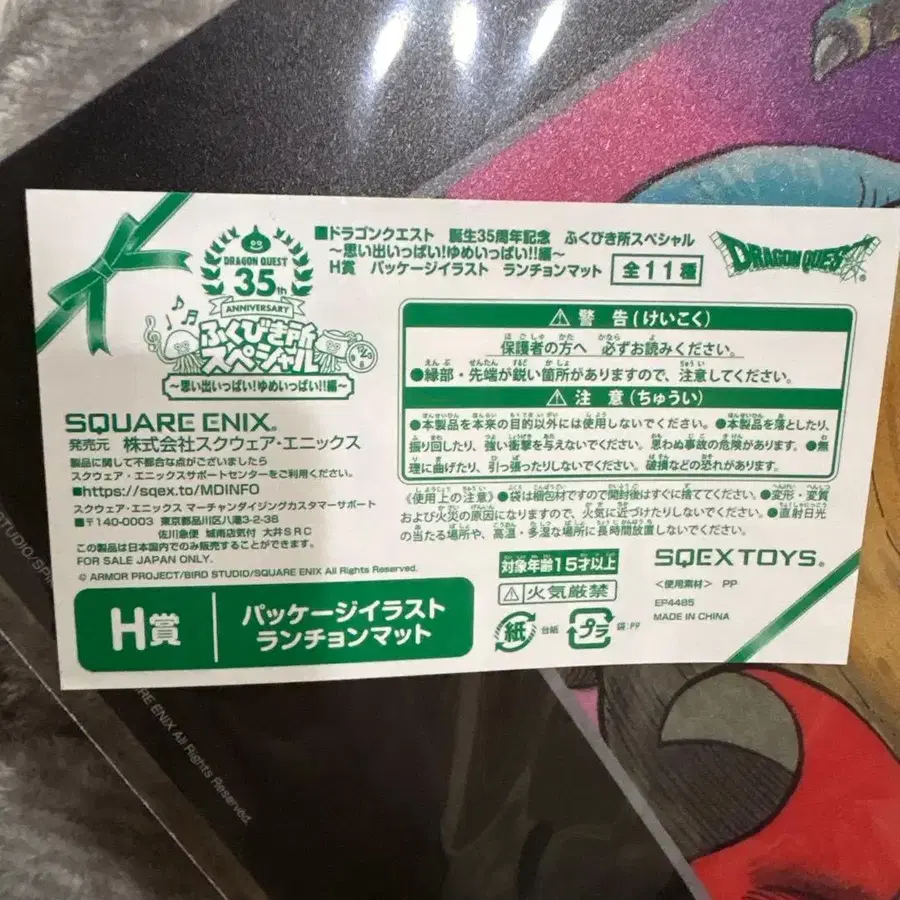 DRAGON QUEST
35th
ANNIVERSARY
ふくびき所
スペシャル
～思い出いっぱい!ゆめいっぱい!!編～
■ドラゴンクエスト 誕生35周年記念 ふくびき所スペシャル
～思い出いっぱい!ゆめいっぱい!!編～
H賞 パッケージイラスト ランチョンマット 全11種
DRAGON QUEST®
SQUARE ENIX®
発売元 株式会社スクウェア・エニックス
製品に関して不都合な点がございましたら
スクウェア・エニックスサポートセンターをご利用ください。
■https://sqex.to/MDINFO
スクウェア・エニックス マーチャンダイジングカスタマーサポート
■〒140-0003 東京都品川区八潮3-2-38
佐川急便 城南店気付 大井SRC
この製品は日本国内でのみ販売することができます。
FOR SALE JAPAN ONLY.
© ARMOR PROJECT/BIRD STUDIO/SQUARE ENIX All Rights Reserved.
H賞 パッケージイラスト
ランチョンマット
⚠警告(けいこく)
保護者の方へ 必ずお読みください。
●縁部・先端が鋭い箇所がありますので、注意してください。
⚠注意(ちゅうい)
●本製品を本来の目的以外には使用しないでください。●本製品を落としたり、
振り回したり、強い衝撃を与えないでください。思わぬ事故の危険があります。●無
理に曲げたり、引っ張ったりしないでください。破損などの恐れがあります。
《使用上の注意》●袋は梱包材ですので開封後はすぐに捨ててください。●変形・変質
および火災の原因になりますので、火気に近づけたりしないでください。●直射日光
の当たる場所や、高温・多湿な場所に長時間放置しないでください。
対象年齢15才以上
⚠火気厳禁
紙 台紙 プラ 袋:PP
SQEX TOYS®
<使用素材> PP
EP4485
MADE IN CHINA
STUDIO/ SP
ARE ENIX All Rights Reserved.